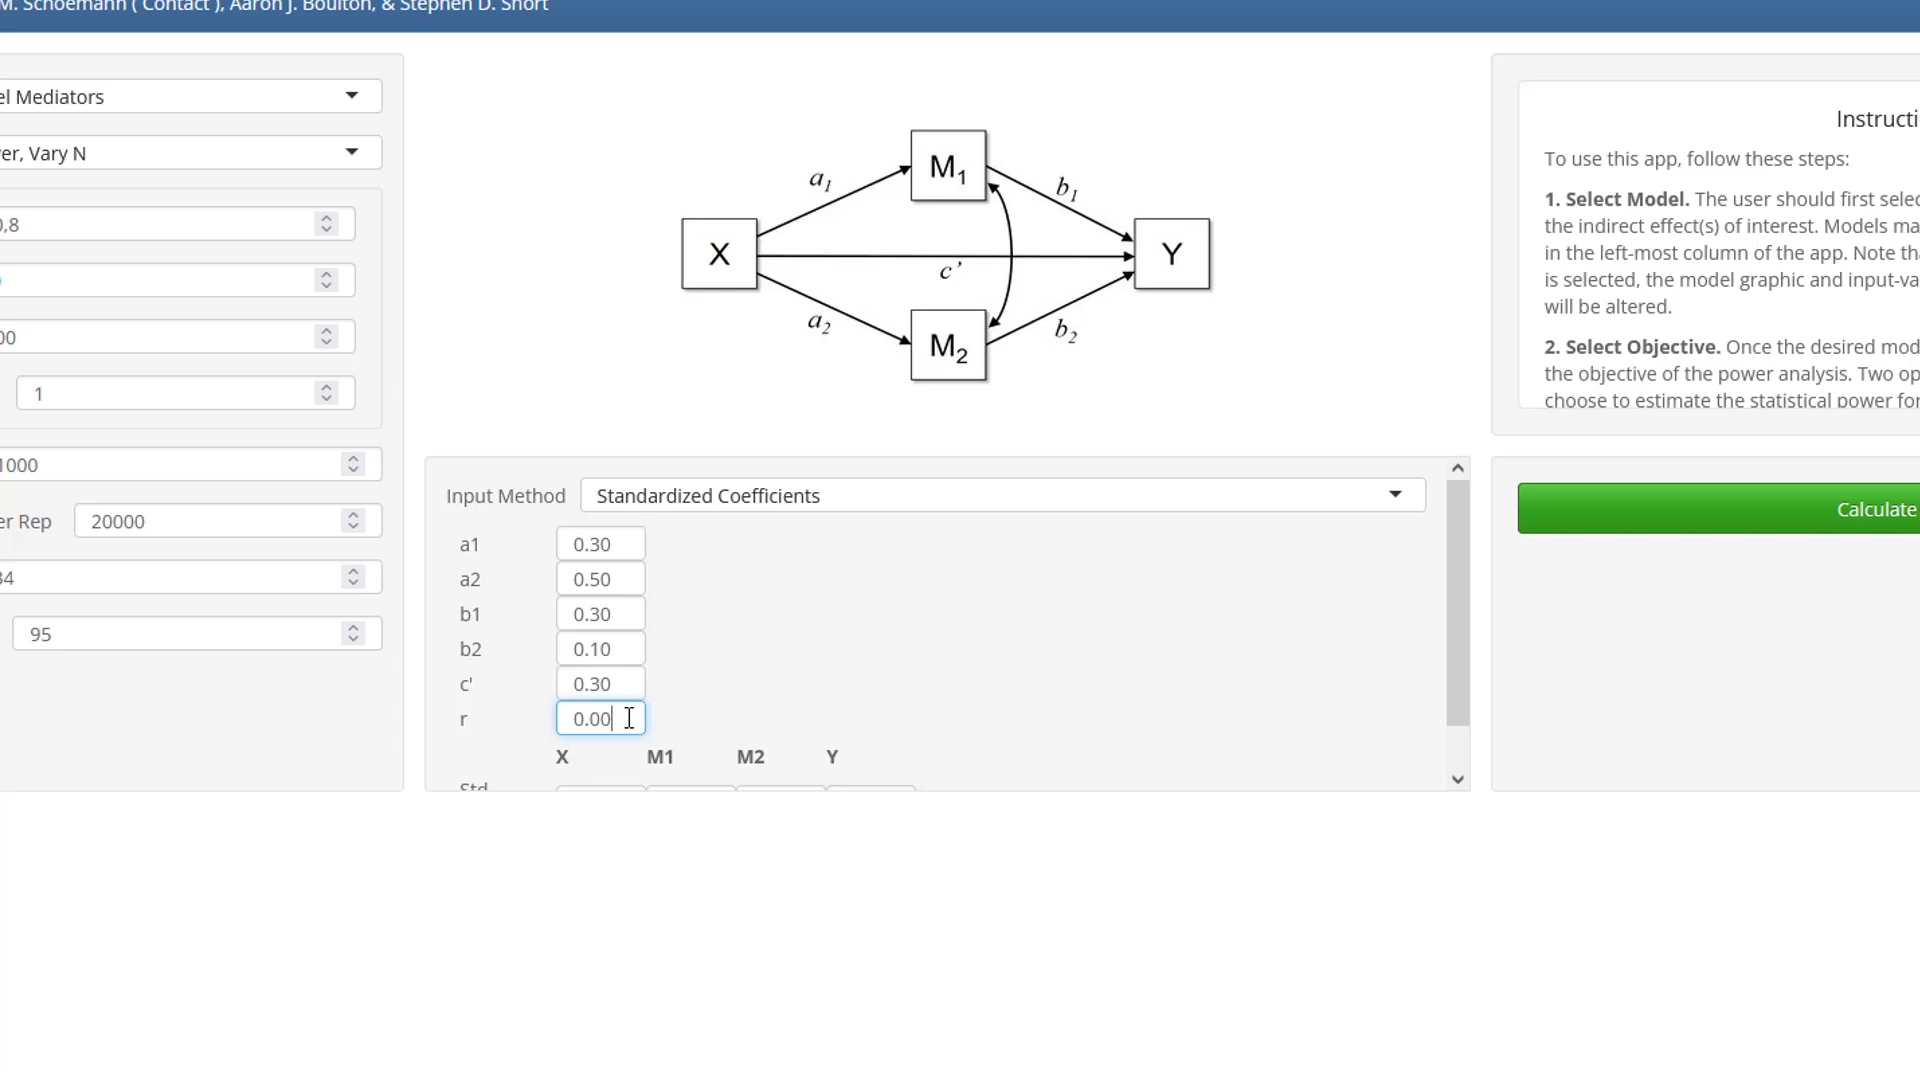 M. Schoemann ( Contact ), Aaron J. Boulton, & Stephen D. Short
el Mediators
er, Vary N
0,8
00
1
1000
er Rep 20000
34
95
X
M1
M2
Y
a1
a2
b1
b2
c’
Input Method Standardized Coefficients
a1 0.30
a2 0.50
b1 0.30
b2 0.10
c' 0.30
r 0.00
X M1 M2 Y
Instructi
To use this app, follow these steps:
1. Select Model. The user should first selec
the indirect effect(s) of interest. Models ma
in the left-most column of the app. Note tha
is selected, the model graphic and input-va
will be altered.
2. Select Objective. Once the desired mod
the objective of the power analysis. Two op
choose to estimate the statistical power for
Calculate